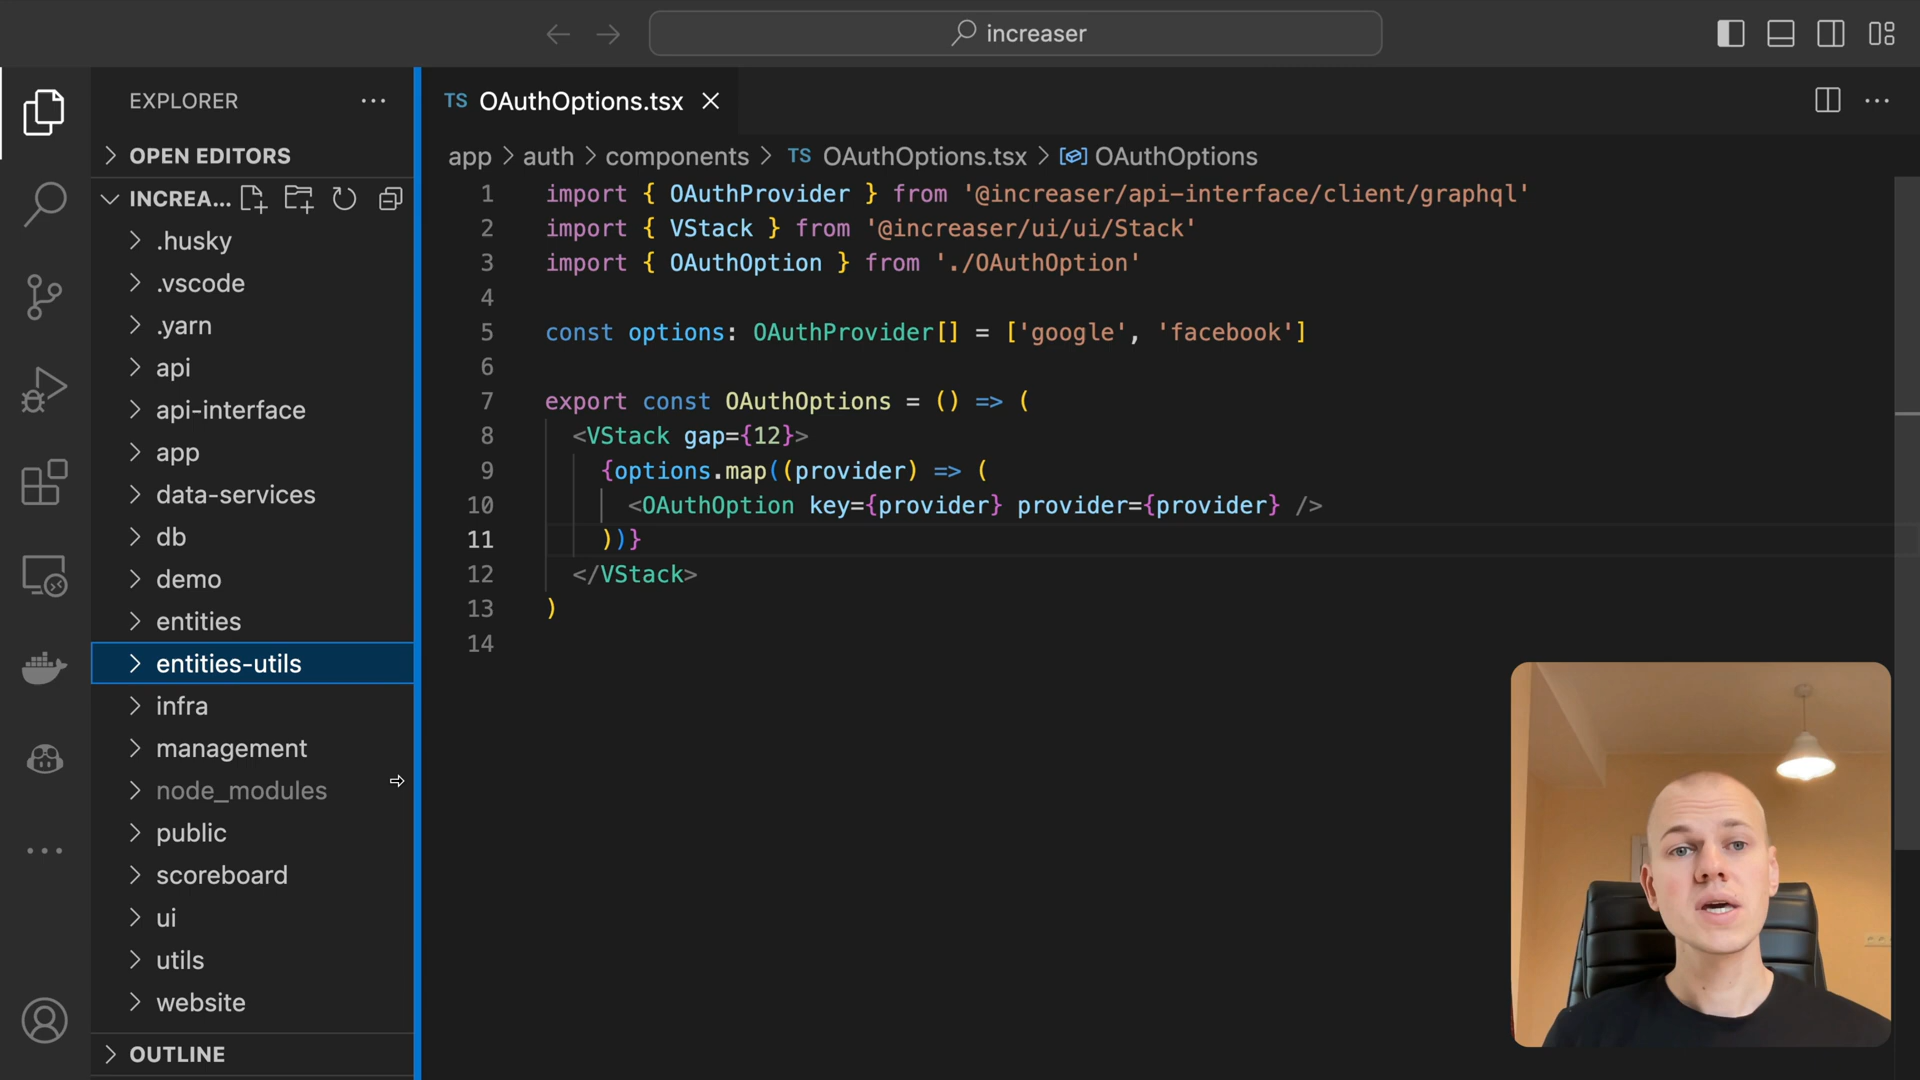 increaser
EXPLORER
OPEN EDITORS
INCREA...
.husky
.vscode
.yarn
api
api-interface
app
data-services
db
demo
entities
entities-utils
infra
management
node_modules
public
scoreboard
ui
utils
website
OUTLINE
TS OAuthOptions.tsx
app > auth > components > TS OAuthOptions.tsx > OAuthOptions
1 import { OAuthProvider } from '@increaser/api-interface/client/graphql'
2 import { VStack } from '@increaser/ui/ui/Stack'
3 import { OAuthOption } from './OAuthOption'
4
5 const options: OAuthProvider[] = ['google', 'facebook']
6
7 export const OAuthOptions = () => (
8 <VStack gap={12}>
9 {options.map((provider) => (
10 <OAuthOption key={provider} provider={provider} />
11 ))}
12 </VStack>
13 )
14